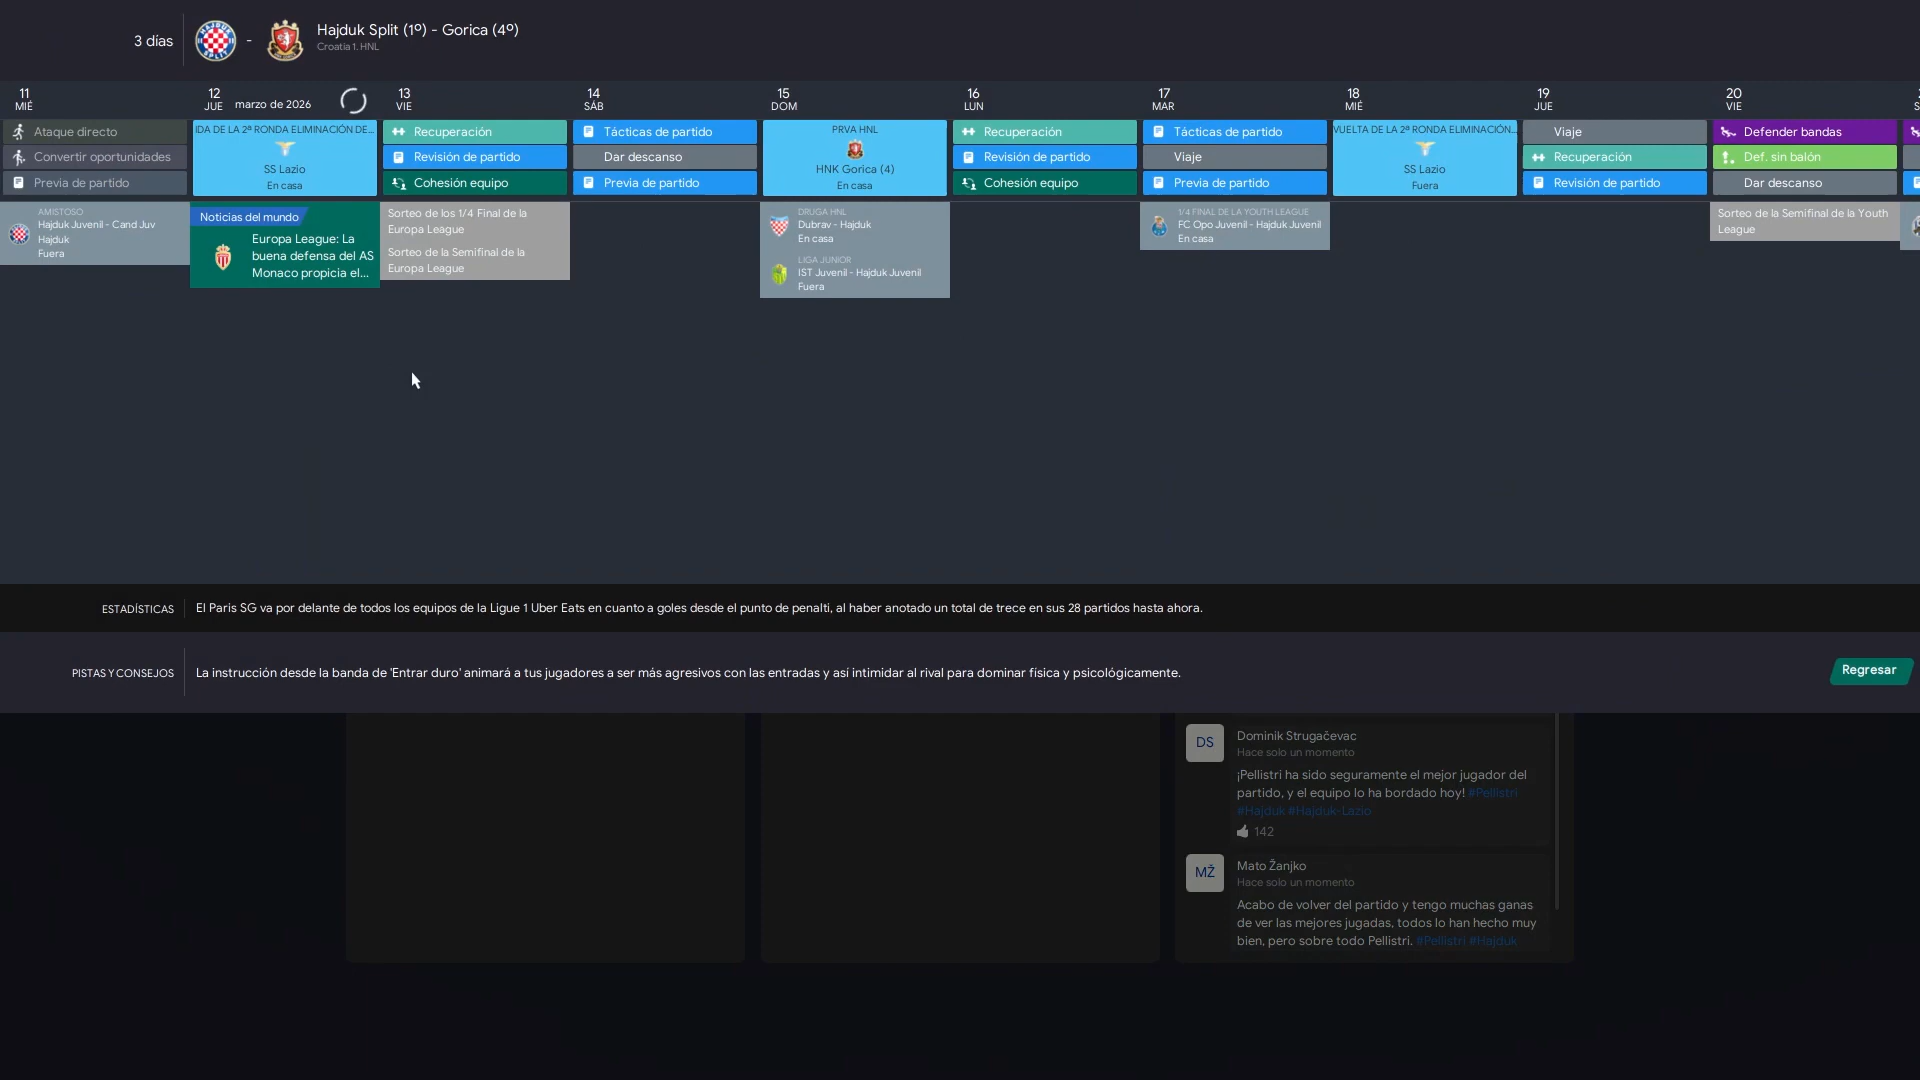 3 días
Hajduk Split (1º) - Gorica (4º)
Croatia 1. HNL
11
MIÉ
12
JUE
marzo de 2026
13
VIE
14
SÁB
15
DOM
16
LUN
17
MAR
18
MIÉ
19
JUE
20
VIE
Ataque directo
Convertir oportunidades
Previa de partido
IDA DE LA 2ª RONDA ELIMINACIÓN DE...
SS Lazio
En casa
Recuperación
Revisión de partido
Cohesión equipo
Tácticas de partido
Dar descanso
Previa de partido
PRVA HNL
HNK Gorica (4)
En casa
Recuperación
Revisión de partido
Cohesión equipo
Tácticas de partido
Viaje
Previa de partido
VUELTA DE LA 2ª RONDA ELIMINACIÓN...
SS Lazio
Fuera
Viaje
Recuperación
Revisión de partido
Defender bandas
Def. sin balón
Dar descanso
AMISTOSO
Hajduk Juvenil - Cand Juv
Hajduk
Fuera
Noticias del mundo
Europa League: La
buena defensa del AS
Monaco propicia el...
Sorteo de los 1/4 Final de la
Europa League
Sorteo de la Semifinal de la
Europa League
DRUGA HNL
Dubrav - Hajduk
En casa
LIGA JUNIOR
IST Juvenil - Hajduk Juvenil
Fuera
1/4 FINAL DE LA YOUTH LEAGUE
FC Opo Juvenil - Hajduk Juvenil
En casa
Sorteo de la Semifinal de la Youth
League
ESTADÍSTICAS
El Paris SG va por delante de todos los equipos de la Ligue 1 Uber Eats en cuanto a goles desde el punto de penalti, al haber anotado un total de trece en sus 28 partidos hasta ahora.
PISTAS Y CONSEJOS
La instrucción desde la banda de 'Entrar duro' animará a tus jugadores a ser más agresivos con las entradas y así intimidar al rival para dominar física y psicológicamente.
Regresar
DS
Dominik Strugačevac
Hace solo un momento
¡Pellistri ha sido seguramente el mejor jugador del
partido, y el equipo lo ha bordado hoy! #Pellistri
#Hajduk #Hajduk-Lazio
142
MŽ
Mato Žanjko
Hace solo un momento
Acabo de volver del partido y tengo muchas ganas
de ver las mejores jugadas, todos lo han hecho muy
bien, pero sobre todo Pellistri. #Pellistri #Hajduk